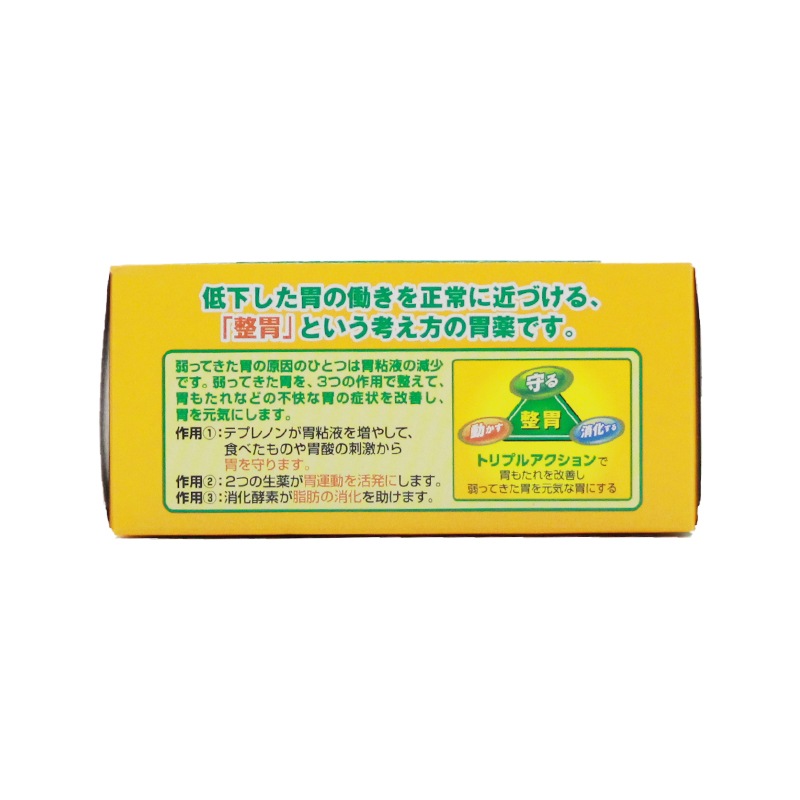 低下した胃の働きを正常に近づける、
「整胃」という考え方の胃薬です。
弱ってきた胃の原因のひとつは胃粘液の減少
です。弱ってきた胃を、3つの作用で整えて、
胃もたれなどの不快な胃の症状を改善し、
胃を元気にします。
作用①:テプレノンが胃粘液を増やして、
食べたものや胃酸の刺激から
胃を守ります。
作用②:2つの生薬が胃運動を活発にします。
作用③:消化酵素が脂肪の消化を助けます。
守る
整胃
動かす
消化する
トリプルアクションで
胃もたれを改善し
弱ってきた胃を元気な胃にする